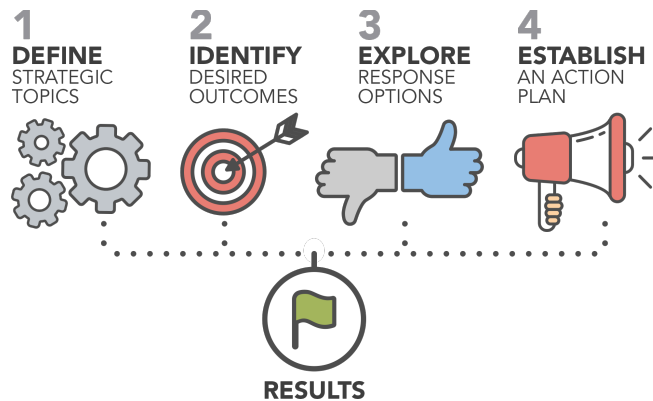 1
DEFINE
STRATEGIC
TOPICS
2
IDENTIFY
DESIRED
OUTCOMES
3
EXPLORE
RESPONSE
OPTIONS
4
ESTABLISH
AN ACTION
PLAN
RESULTS